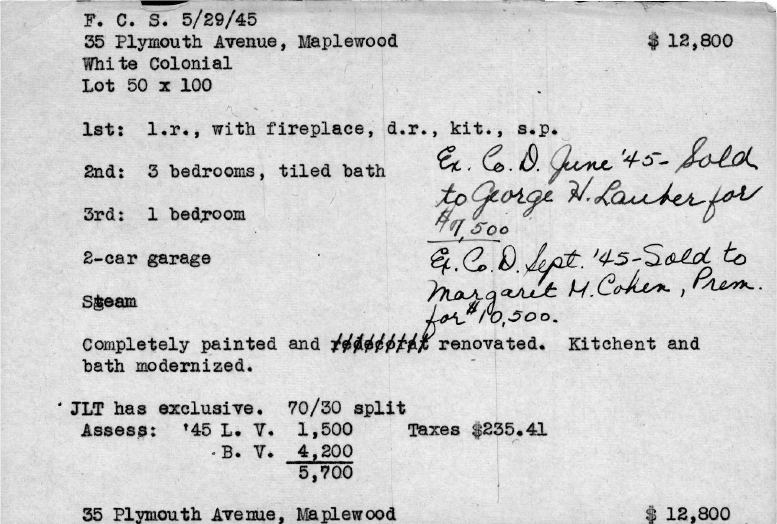 F. C. S. 5/29/45
35 Plymouth Avenue, Maplewood $ 12,800
White Colonial
Lot 50 x 100
1st: l.r., with fireplace, d.r., kit., s.p.
2nd: 3 bedrooms, tiled bath
3rd: 1 bedroom
2-car garage
Steam
Ex. Co. D. June '45 - Sold
to George H. Lauber for
$7,500
Ex. Co. D. Sept. '45 - Sold to
Margaret M. Cohen, Prem.
for $10,500.
Completely painted and redecorat renovated. Kitchent and
bath modernized.
JLT has exclusive. 70/30 split
Assess: '45 L. V. 1,500 Taxes $235.41
B. V. 4,200
5,700
35 Plymouth Avenue, Maplewood $ 12,800